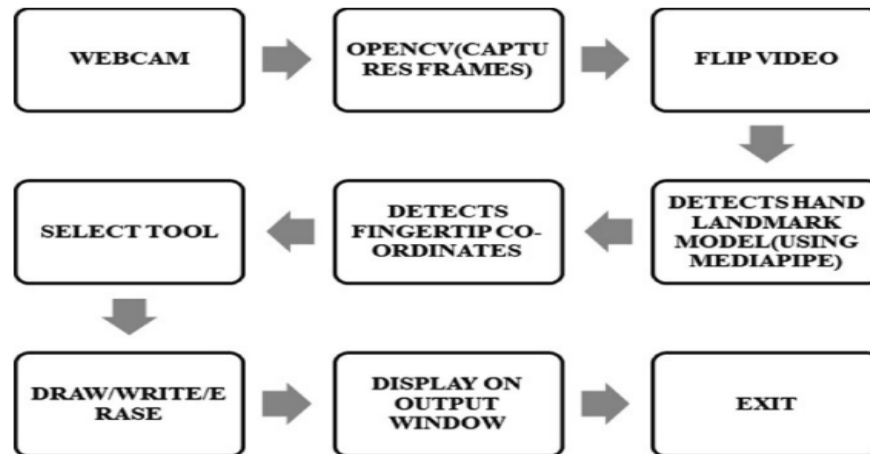 WEBCAM
OPENCV(CAPTU
RES FRAMES)
FLIP VIDEO
SELECT TOOL
DETECTS
FINGERTIP CO-
ORDINATES
DETECTS HAND
LANDMARK
MODEL(USING
MEDIAPIPE)
DRAW/WRITE/E
RASE
DISPLAY ON
OUTPUT
WINDOW
EXIT